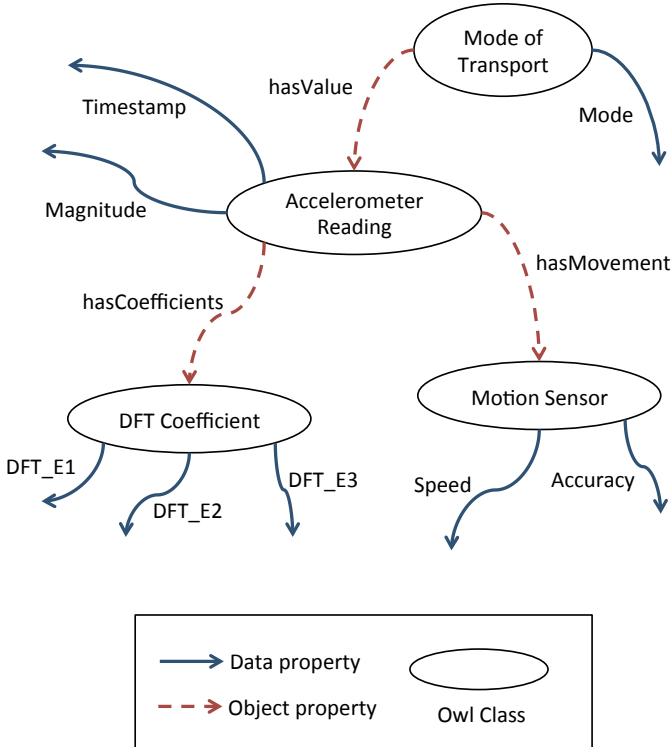 Mode of
Transport
hasValue
Timestamp
Mode
Magnitude
Accelerometer
Reading
hasMovement
hasCoefficients
DFT Coefficient
Motion Sensor
DFT_E1
DFT_E2
DFT_E3
Speed
Accuracy
Data property
Object property
Owl Class